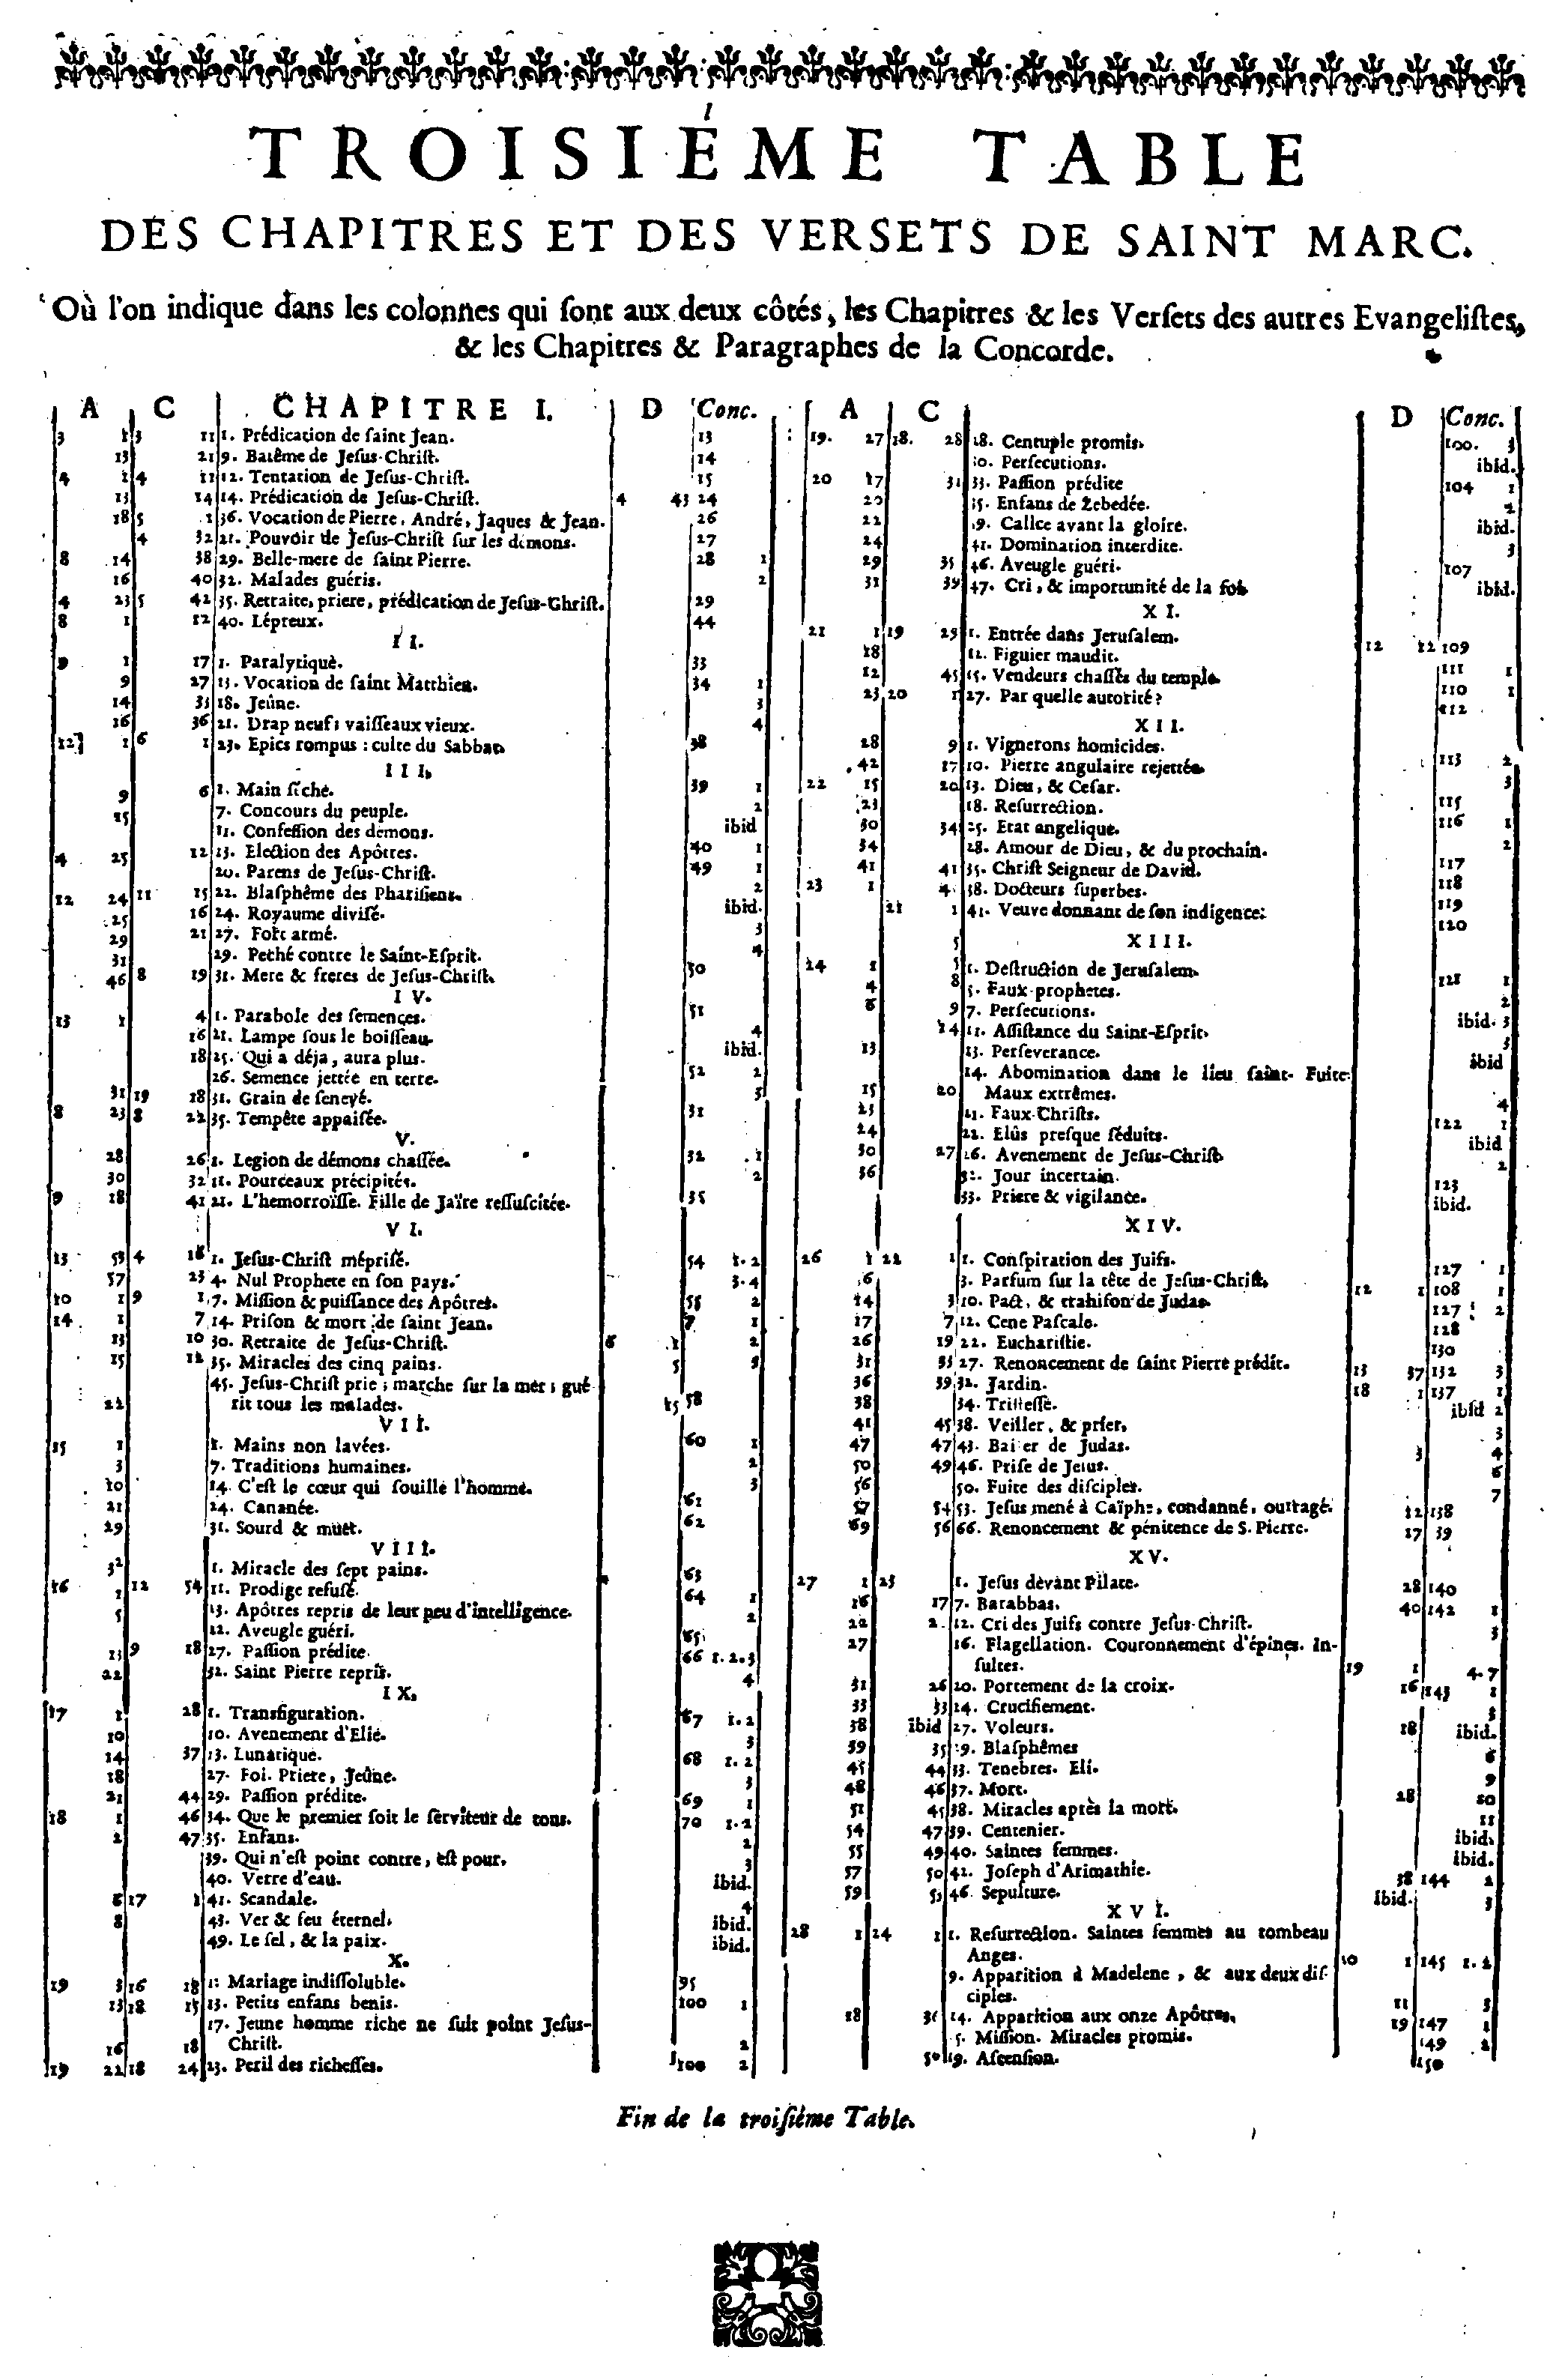 TROISIÉME TABLE
DES CHAPITRES ET DES VERSETS DE SAINT MARC.
Où l'on indique dans les colonnes qui ſont aux deux côtés, les Chapitres & les Verſets des autres Evangeliſtes,
& les Chapitres & Paragraphes de la Concorde.
A C CHAPITRE I. D Conc.
3 1 3 11 1. Prédication de ſaint Jean. 13
13 21 9. Batême de Jeſus-Chriſt. 14
4 1 4 11 12. Tentation de Jeſus-Chriſt. 15
13 14 14. Prédication de Jeſus-Chriſt. 4 43 24
18 5 1 36. Vocation de Pierre, André, Jaques & Jean. 26
4 32 21. Pouvoir de Jeſus-Chriſt ſur les démons. 27
8 14 38 29. Belle-mere de ſaint Pierre. 28 1
16 40 32. Malades guéris. 2
4 23 5 42 35. Retraite, priere, prédication de Jeſus-Chriſt. 29
8 1 12 40. Lépreux. 44
II.
9 1 17 1. Paralytique. 33
9 27 13. Vocation de ſaint Matthieu. 34 1
14 33 18. Jeûne. 3
16 36 21. Drap neuf; vaiſſeaux vieux. 4
12 1 6 1 23. Epics rompus : culte du Sabbat. 38
III.
9 6 1. Main ſéche. 39 1
15 7. Concours du peuple. 2
11. Confeſſion des démons. ibid
4 25 12 13. Election des Apôtres. 40 1
20. Parens de Jeſus-Chriſt. 49 1
12 24 11 15 22. Blaſphême des Phariſiens. 2
25 16 24. Royaume diviſé. ibid.
29 21 27. Fort armé. 3
31 29. Peché contre le Saint-Eſprit. 4
46 8 19 31. Mere & freres de Jeſus-Chriſt. 50
IV.
13 1 4 1. Parabole des ſemences. 51
16 21. Lampe ſous le boiſſeau. 4
18 25. Qui a déja, aura plus. ibid.
26. Semence jettée en terre. 52 2
31 19 18 31. Grain de ſenevé. 3
8 23 8 22 35. Tempête appaiſée. 31
V.
28 26 1. Legion de démons chaſſée. 32 1
30 32 11. Pourceaux précipités. 2
9 18 41 21. L'hemorroïſſe. Fille de Jaïre reſſuſcitée. 35
VI.
13 53 4 16 1. Jeſus-Chriſt mépriſé. 54 1. 2
57 23 4. Nul Prophete en ſon pays. 3. 4
10 1 9 1 7. Miſſion & puiſſance des Apôtres. 55 2
14 1 7 14. Priſon & mort de ſaint Jean. 7 1
13 10 30. Retraite de Jeſus-Chriſt. 6 1 2
15 12 35. Miracles des cinq pains. 5 3
45. Jeſus-Chriſt prie ; marche ſur la mer ; gué
22 rit tous les malades. 15 58
VII.
15 1 1. Mains non lavées. 60 1
3 7. Traditions humaines. 2
10 14. C'eſt le cœur qui ſouille l'homme. 3
21 24. Cananée. 61
29 31. Sourd & muet. 62
VIII.
32 1. Miracle des ſept pains. 63
16 1 12 54 11. Prodige refuſé. 64 1
5 13. Apôtres repris de leur peu d'intelligence. 2
22. Aveugle guéri. 65
13 9 18 27. Paſſion prédite. 66 1. 2. 3
22 32. Saint Pierre repris. 4
IX.
17 1 28 1. Transfiguration. 67 1. 2
10 10. Avenement d'Elie. 3
14 37 13. Lunatique. 68 1. 2
18 27. Foi. Priere, Jeûne. 3
21 44 29. Paſſion prédite. 69 1
18 1 46 34. Que le premier ſoit le ſerviteur de tous. 70 1. 2
2 47 35. Enfans. 2
39. Qui n'eſt point contre, eſt pour. 3
40. Verre d'eau. ibid.
6 17 1 41. Scandale. 4
8 43. Ver & feu éternel. ibid.
49. Le ſel, & la paix. ibid.
X.
19 3 16 18 1. Mariage indiſſoluble. 95
13 18 15 13. Petits enfans benis. 100 1
17. Jeune homme riche ne ſuit point Jeſus-
16 18 Chriſt. 2
19 22 18 24 23. Peril des richeſſes. 100 2
A C D Conc.
19. 27 18. 28 28. Centuple promis. 100. 3
30. Perſecutions. ibid.
20 17 31 33. Paſſion prédite 104 1
20 35. Enfans de Zebedée. 2
22 39. Calice avant la gloire. ibid.
24 41. Domination interdite. 3
29 35 46. Aveugle guéri. 107
31 39 47. Cri, & importunité de la foi. ibid.
XI.
21 1 19 29 1. Entrée dans Jeruſalem. 12 12 109
18 12. Figuier maudit. 111 1
12 45 15. Vendeurs chaſſés du temple. 110 1
23 20 1 27. Par quelle autorité ? 112
XII.
28 9 1. Vignerons homicides. 113 2
42 17 10. Pierre angulaire rejettée. 3
22 15 20 13. Dieu, & Ceſar. 115
23 18. Reſurrection. 116 1
30 34 25. Etat angelique. 2
34 28. Amour de Dieu, & du prochain. 117
41 41 35. Chriſt Seigneur de David. 118
23 1 4 38. Docteurs ſuperbes. 119
21 1 41. Veuve donnant de ſon indigence. 120
XIII.
24 1 5 1. Deſtruction de Jeruſalem. 121 1
4 8 5. Faux prophetes. 2
6 9 7. Perſecutions. ibid. 3
14 11. Aſſiſtance du Saint-Eſprit. 3
13 13. Perſeverance. ibid
14. Abomination dans le lieu ſaint. Fuite
15 20 Maux extrêmes. 4
23 21. Faux-Chriſts. 122 1
24 22. Elûs preſque ſéduits. ibid
30 27 26. Avenement de Jeſus-Chriſt 2
36 32. Jour incertain. 123
33. Priere & vigilance. ibid.
XIV.
26 1 22 1 1. Conſpiration des Juifs. 127 1
6 3. Parfum ſur la tête de Jeſus-Chriſt. 12 1 108 1
14 3 10. Pact, & trahiſon de Judas. 127 2
17 7 12. Cene Paſcale. 128
26 19 22. Euchariſtie. 130
31 33 27. Renoncement de ſaint Pierre prédit. 13 37 132 3
36 39 32. Jardin. 18 1 137 1
38 34. Triſteſſe. ibid 2
41 45 38. Veiller, & prier. 3
47 47 43. Baiſer de Judas. 3 4
50 49 46. Priſe de Jeſus. 6
56 50. Fuite des diſciples. 7
57 54 53. Jeſus mené à Caïphe, condanné, outragé. 12 138
69 56 66. Renoncement & pénitence de S. Pierre. 17 39
XV.
27 1 23 1. Jeſus devant Pilate. 28 140
16 17 7. Barabbas. 40 142 1
22 2 12. Cri des Juifs contre Jeſus-Chriſt. 3
27 16. Flagellation. Couronnement d'épines. In-
ſultes. 19 1 4. 7
31 26 20. Portement de la croix. 16 143 1
33 33 24. Crucifiement. 3
38 ibid 27. Voleurs. 18 ibid.
39 35 29. Blaſphêmes 6
45 44 33. Tenebres. Eli. 9
48 46 37. Mort. 28 10
51 45 38. Miracles après la mort. 11
54 47 39. Centenier. ibid.
55 49 40. Saintes femmes. ibid.
57 50 42. Joſeph d'Arimathie. 38 144 2
59 53 46. Sepulture. ibid. 3
XVI.
28 1 24 1 1. Reſurrection. Saintes femmes au tombeau
Anges. 20 1 145 1. 2
9. Apparition à Madelene, & aux deux diſ-
ciples. 11 3
18 36 14. Apparition aux onze Apôtres. 19 147 1
15. Miſſion. Miracles promis. 149 2
50 19. Aſcenſion. 150
Fin de la troiſiéme Table.